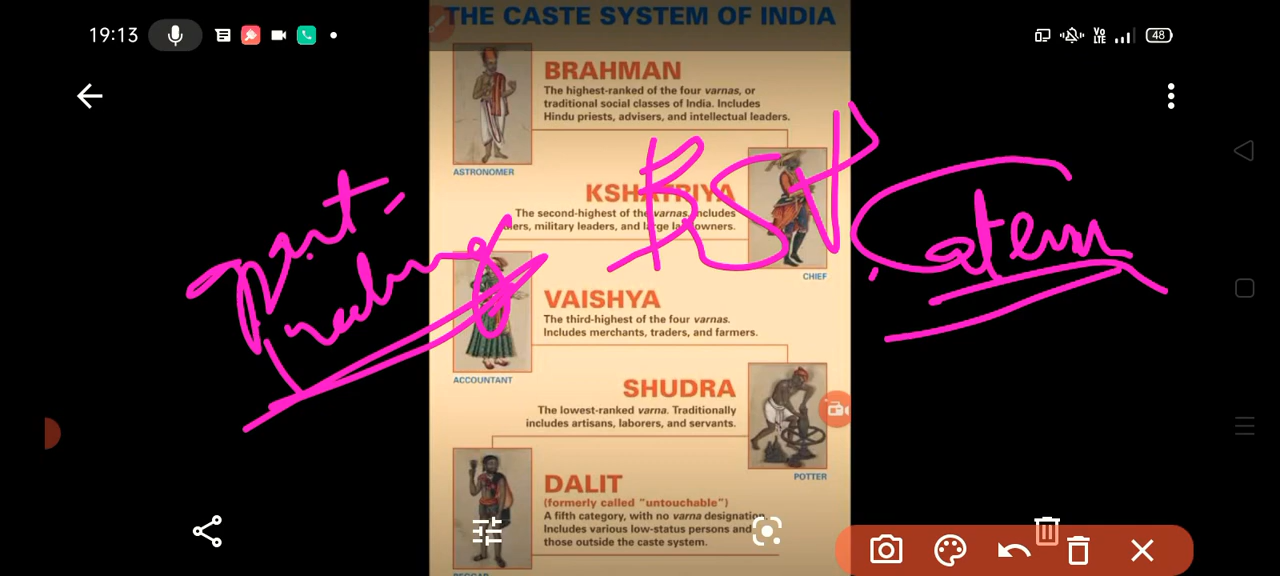 19:13
VO
LTE
48
THE CASTE SYSTEM OF INDIA
BRAHMAN
The highest-ranked of the four varnas, or
traditional social classes of India. Includes
Hindu priests, advisers, and intellectual leaders.
ASTRONOMER
KSHATRIYA
The second-highest of the varnas. Includes
military leaders, and large landowners.
CHIEF
VAISHYA
The third-highest of the four varnas.
Includes merchants, traders, and farmers.
ACCOUNTANT
SHUDRA
The lowest-ranked varna. Traditionally
includes artisans, laborers, and servants.
POTTER
DALIT
(formerly called "untouchable")
A fifth category, with no varna designation.
Includes various low-status persons and
those outside the caste system.